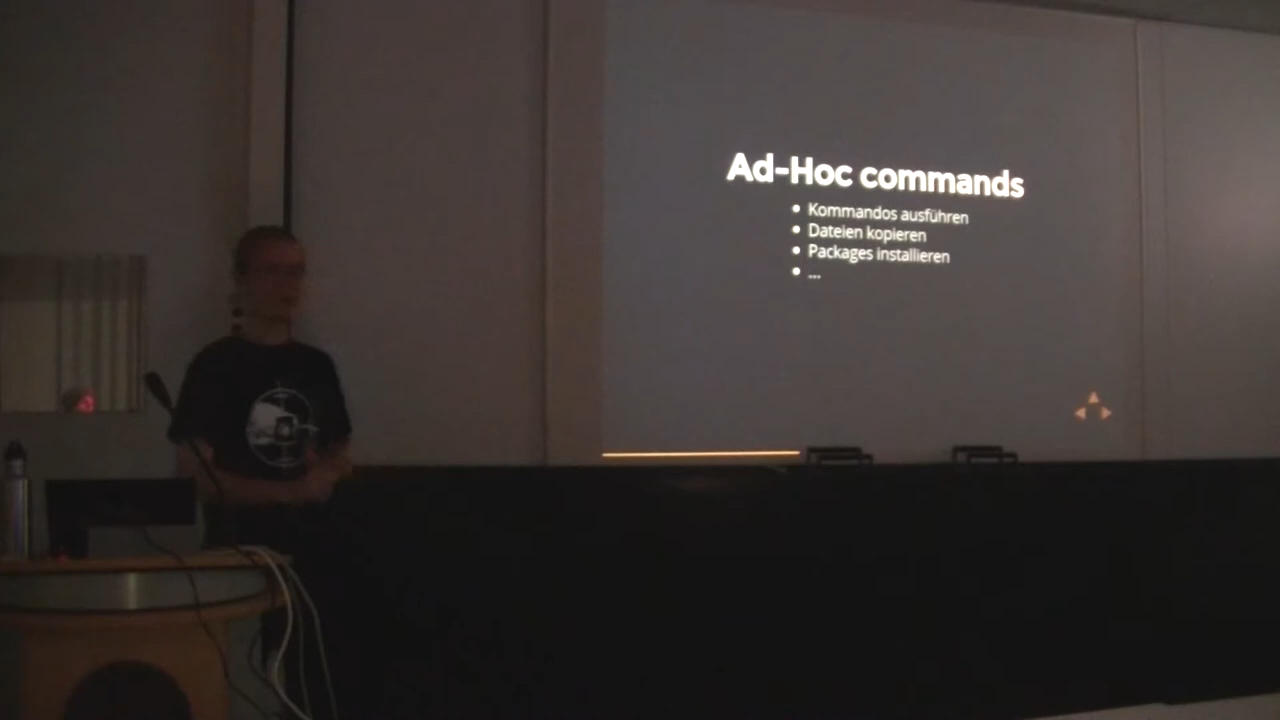 Ad-Hoc commands
Kommandos ausführen
Dateien kopieren
Packages installieren
...